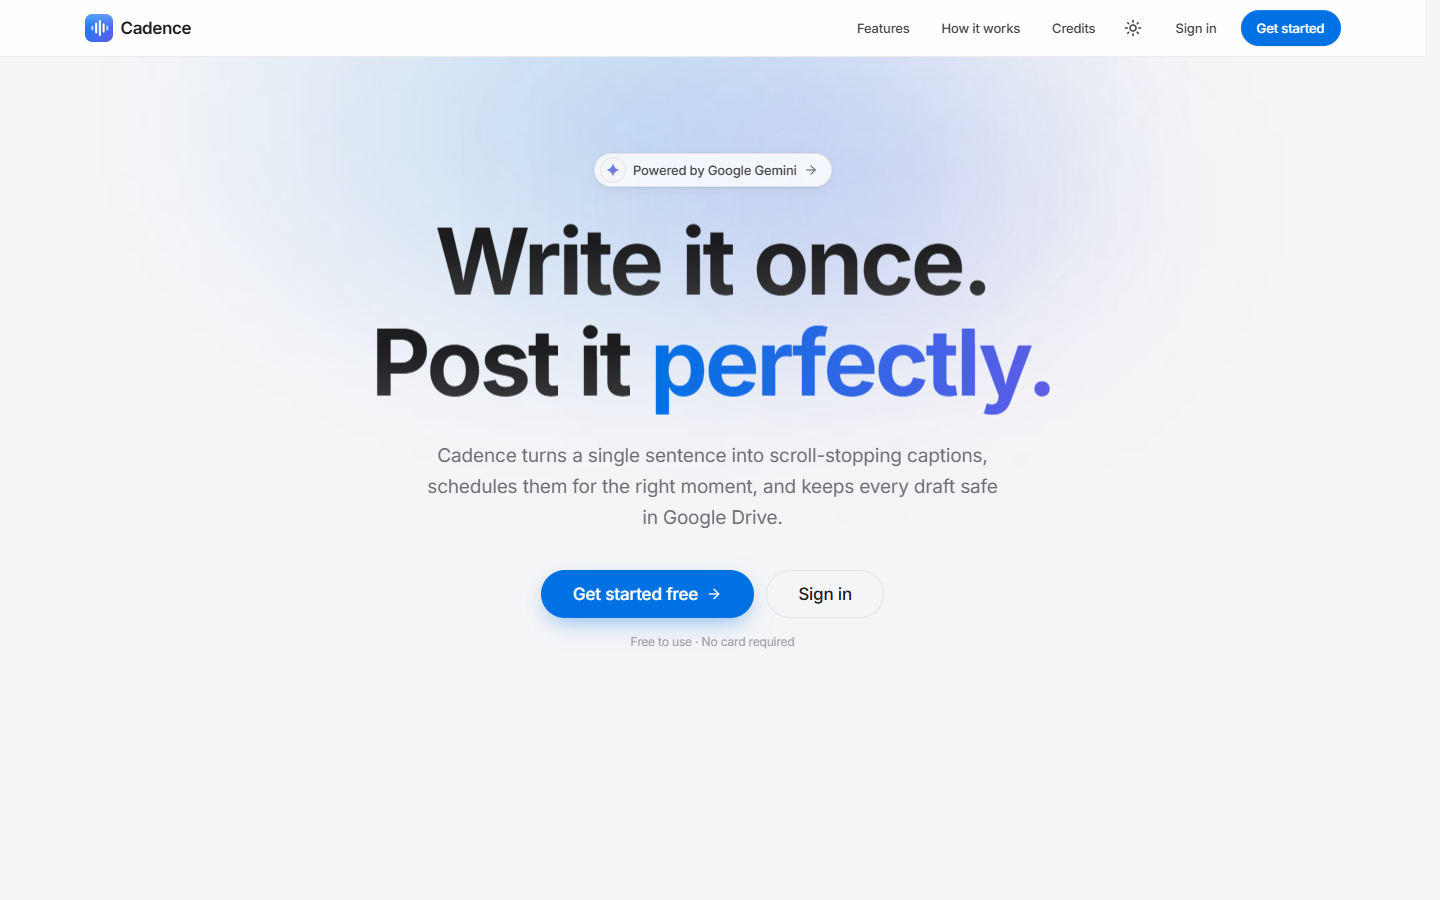 Cadence
Features
How it works
Credits
Sign in
Get started
Powered by Google Gemini →
Write it once.
Post it perfectly.
Cadence turns a single sentence into scroll-stopping captions,
schedules them for the right moment, and keeps every draft safe
in Google Drive.
Get started free →
Sign in
Free to use · No card required